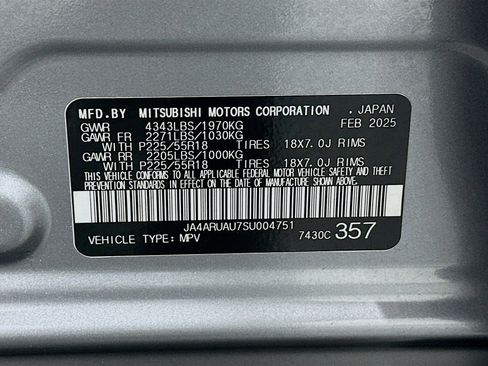 MFD.BY MITSUBISHI MOTORS CORPORATION . JAPAN
GVWR 4343LBS/1970KG FEB 2025
GAWR FR 2271LBS/1030KG
WITH P225/55R18 TIRES 18X7.0J RIMS
GAWR RR 2205LBS/1000KG
WITH P225/55R18 TIRES 18X7.0J RIMS
THIS VEHICLE CONFORMS TO ALL APPLICABLE FEDERAL MOTOR VEHICLE SAFETY, BUMPER AND
THEFT PREVENTION STANDARDS IN EFFECT ON THE DATE OF MANUFACTURE SHOWN ABOVE.
JA4ARUAU7SU004751
VEHICLE TYPE:MPV 7430C 357